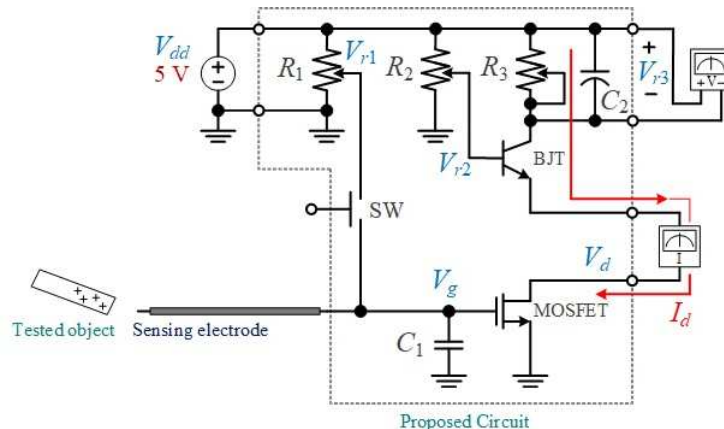 Vdd
5 V
R1
Vr1
R2
R3
C2
+
Vr3
−
+V−
Vr2
BJT
SW
I
Vd
Vg
MOSFET
Id
C1
Tested object
Sensing electrode
Proposed Circuit